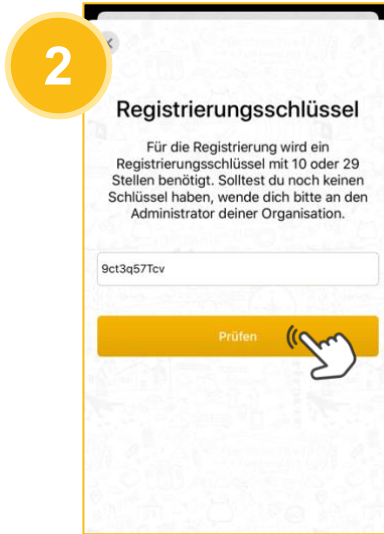 2
Registrierungsschlüssel
Für die Registrierung wird ein
Registrierungsschlüssel mit 10 oder 29
Stellen benötigt. Solltest du noch keinen
Schlüssel haben, wende dich bitte an den
Administrator deiner Organisation.
9ct3q57Tcv
Prüfen